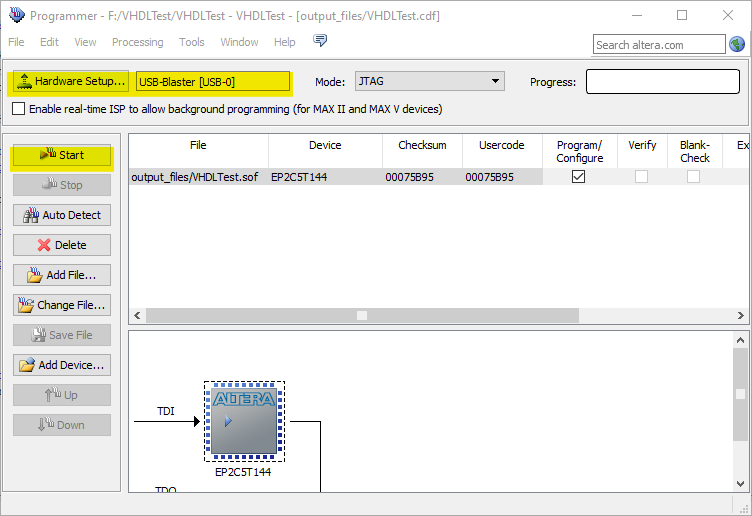 Programmer - F:/VHDLTest/VHDLTest - VHDLTest - [output_files/VHDLTest.cdf]
File Edit View Processing Tools Window Help
Search altera.com
Hardware Setup... USB-Blaster [USB-0] Mode: JTAG Progress:
Enable real-time ISP to allow background programming (for MAX II and MAX V devices)
Start
Stop
Auto Detect
Delete
Add File...
Change File...
Save File
Add Device...
Up
Down
File Device Checksum Usercode Program/ Verify Blank- Ex
Configure Check
output_files/VHDLTest.sof EP2C5T144 00075B95 00075B95
ALTERA
TDI
EP2C5T144
TDO